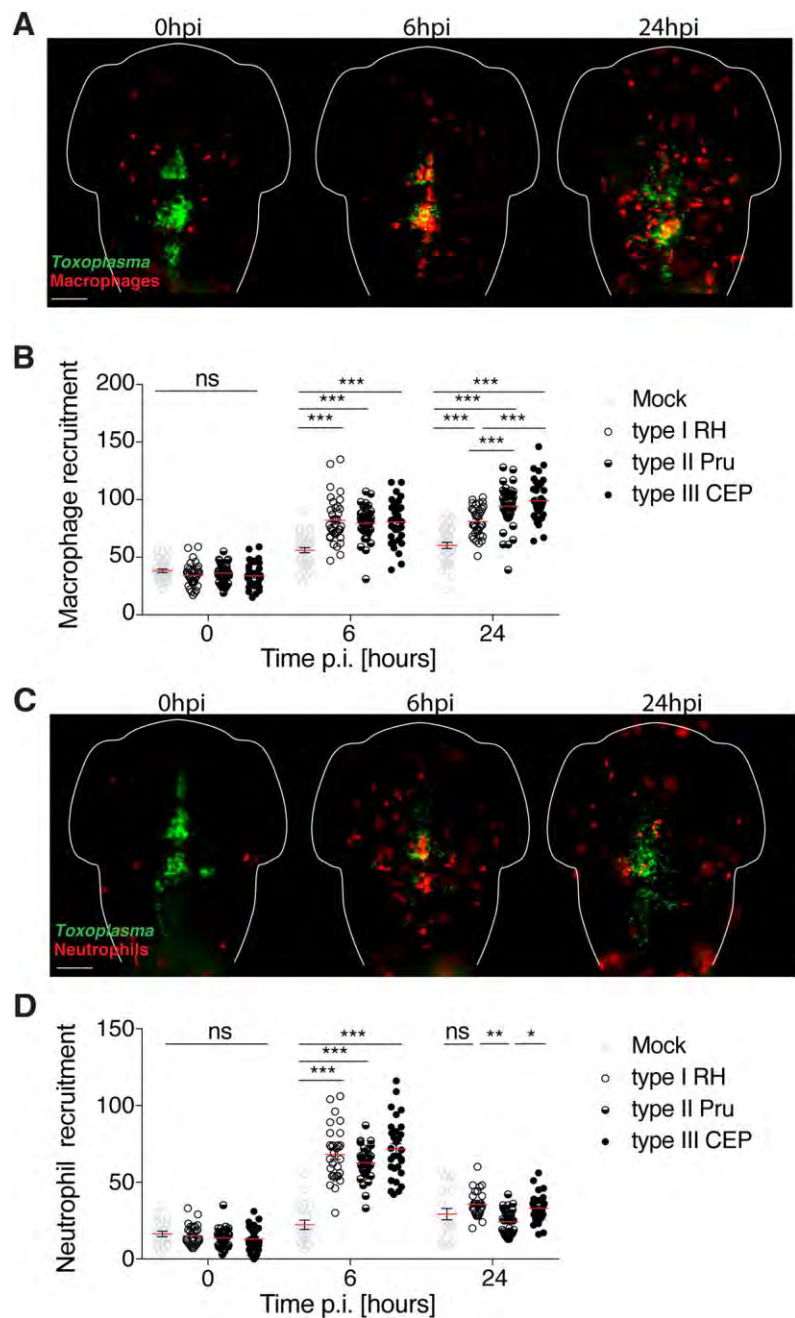 A
0hpi 6hpi 24hpi
Toxoplasma
Macrophages
B
Macrophage recruitment
200
150
100
50
0
ns
***
***
***
***
*** ***
*** ***
***
0 6 24
Time p.i. [hours]
Mock
type I RH
type II Pru
type III CEP
C
0hpi 6hpi 24hpi
Toxoplasma
Neutrophils
D
Neutrophil recruitment
150
100
50
0
ns
***
***
***
ns ** *
0 6 24
Time p.i. [hours]
Mock
type I RH
type II Pru
type III CEP